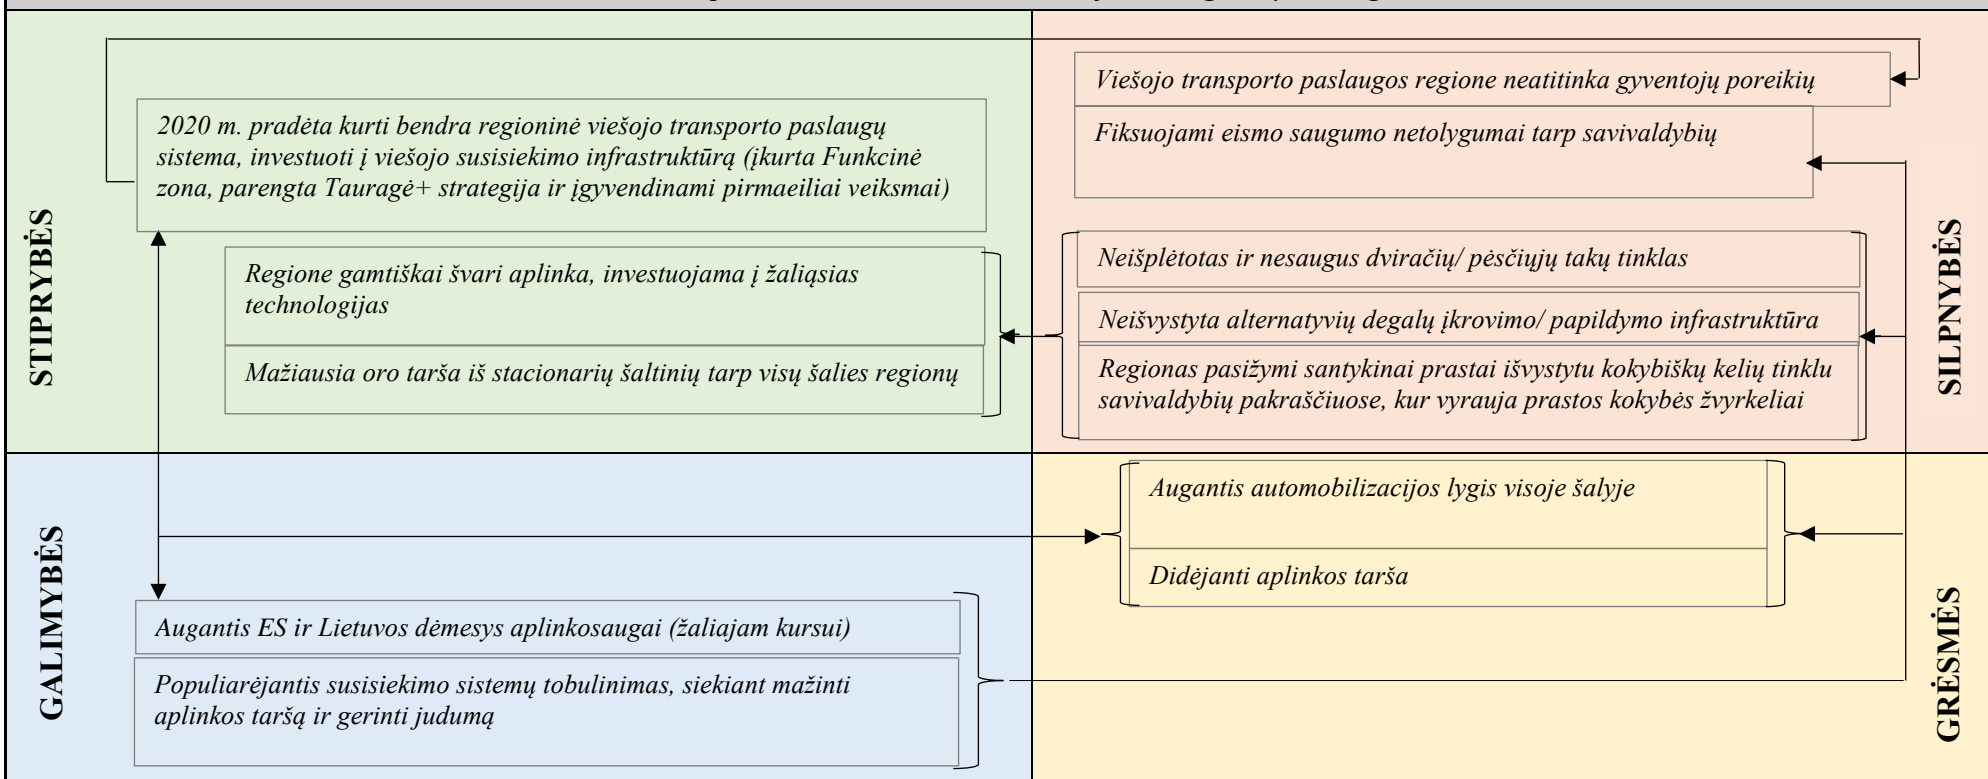 STIPRYBĖS
2020 m. pradėta kurti bendra regioninė viešojo transporto paslaugų
sistema, investuoti į viešojo susisiekimo infrastruktūrą (įkurta Funkcinė
zona, parengta Tauragė+ strategija ir įgyvendinami pirmaeiliai veiksmai)
Regione gamtiškai švari aplinka, investuojama į žaliąsias
technologijas
Mažiausia oro tarša iš stacionarių šaltinių tarp visų šalies regionų
SILPNYBĖS
Viešojo transporto paslaugos regione neatitinka gyventojų poreikių
Fiksuojami eismo saugumo netolygumai tarp savivaldybių
Neišplėtotas ir nesaugus dviračių/ pėsčiųjų takų tinklas
Neišvystyta alternatyvių degalų įkrovimo/ papildymo infrastruktūra
Regionas pasižymi santykinai prastai išvystytu kokybiškų kelių tinklu
savivaldybių pakraščiuose, kur vyrauja prastos kokybės žvyrkeliai
GALIMYBĖS
Augantis ES ir Lietuvos dėmesys aplinkosaugai (žaliajam kursui)
Populiarėjantis susisiekimo sistemų tobulinimas, siekiant mažinti
aplinkos taršą ir gerinti judumą
GRĖSMĖS
Augantis automobilizacijos lygis visoje šalyje
Didėjanti aplinkos tarša